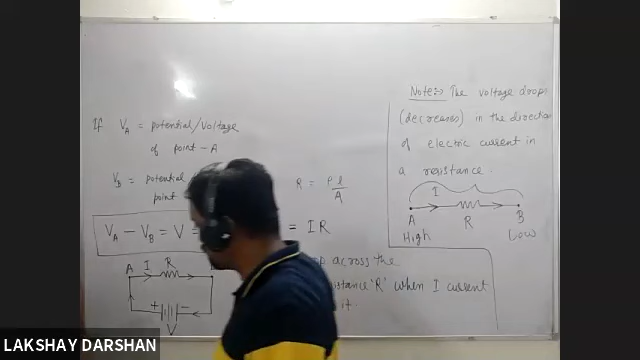 If V_A = potential/voltage
of point - A
V_B = potential
point
V_A - V_B = V =
= IR
R = ρl/A
across the
when I current
it.
A I R
+ -
V
Note:- The voltage drops
(decreases) in the direction
of electric current in
a resistance.
I
A R B
High Low
LAKSHAY DARSHAN